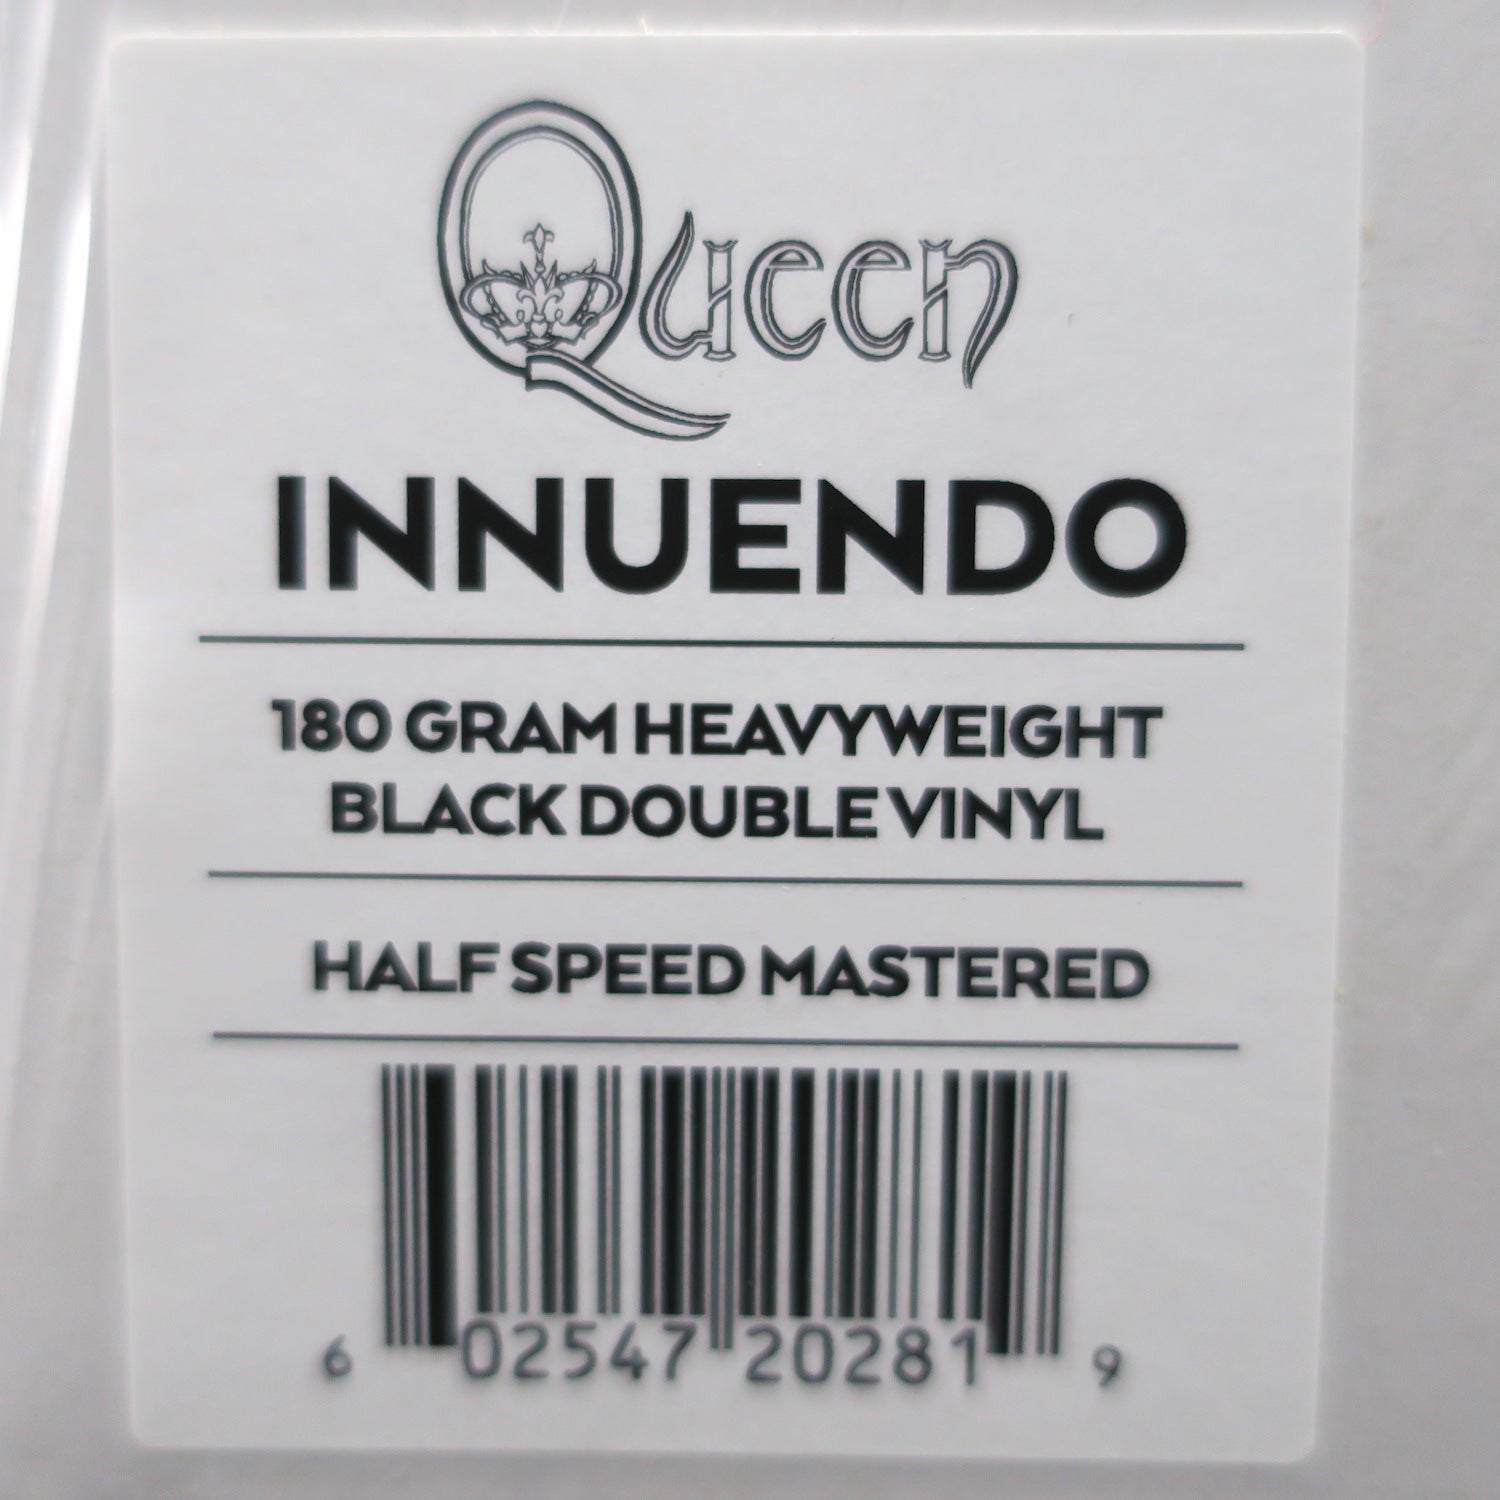 Queen
INNUENDO
180 GRAM HEAVYWEIGHT
BLACK DOUBLE VINYL
HALF SPEED MASTERED
6 02547 20281 9